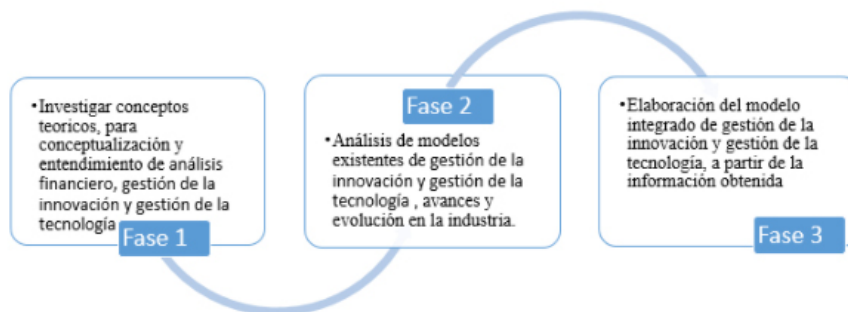 •Investigar conceptos
teoricos, para
conceptualización y
entendimiento de análisis
financiero, gestión de la
innovación y gestión de la
tecnología
Fase 1
Fase 2
•Análisis de modelos
existentes de gestión de la
innovación y gestión de la
tecnología , avances y
evolución en la industria.
•Elaboración del modelo
integrado de gestión de la
innovación y gestión de la
tecnología, a partir de la
información obtenida
Fase 3